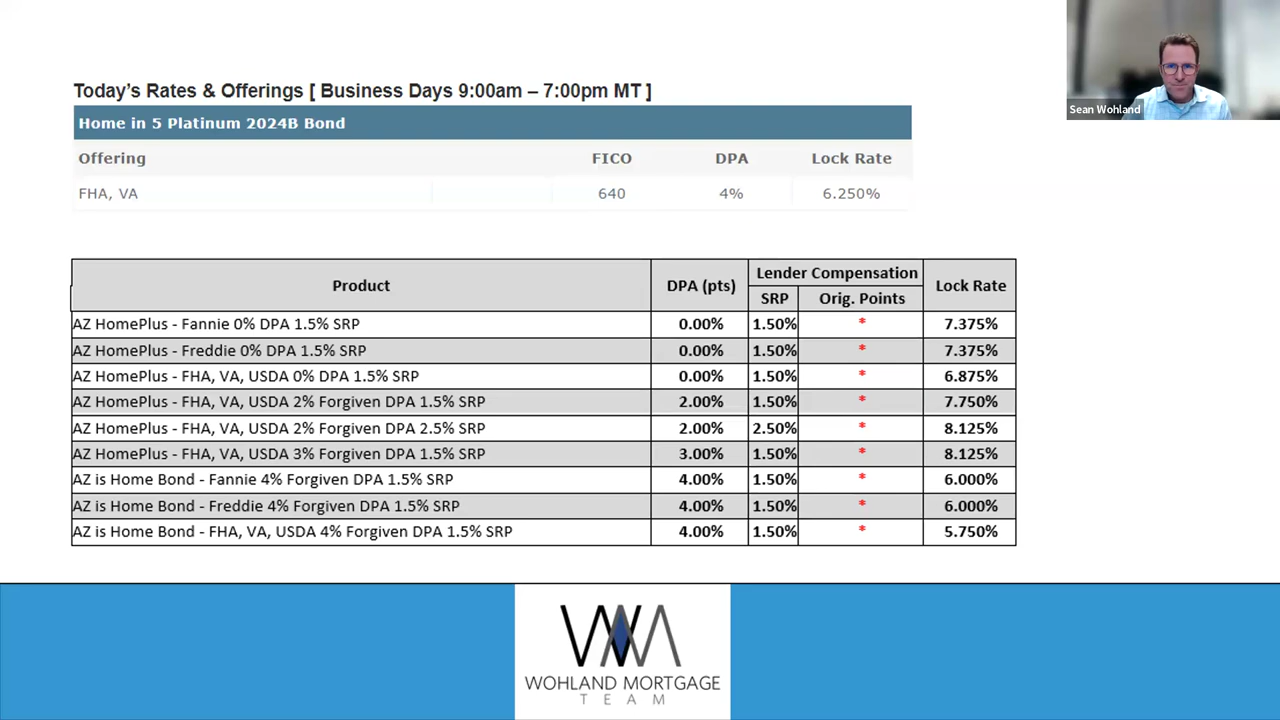 Sean Wohland
Today's Rates & Offerings [ Business Days 9:00am – 7:00pm MT ]
Home in 5 Platinum 2024B Bond
Offering FICO DPA Lock Rate
FHA, VA 640 4% 6.250%
Product DPA (pts) Lender Compensation Lock Rate
SRP Orig. Points
AZ HomePlus - Fannie 0% DPA 1.5% SRP 0.00% 1.50% * 7.375%
AZ HomePlus - Freddie 0% DPA 1.5% SRP 0.00% 1.50% * 7.375%
AZ HomePlus - FHA, VA, USDA 0% DPA 1.5% SRP 0.00% 1.50% * 6.875%
AZ HomePlus - FHA, VA, USDA 2% Forgiven DPA 1.5% SRP 2.00% 1.50% * 7.750%
AZ HomePlus - FHA, VA, USDA 2% Forgiven DPA 2.5% SRP 2.00% 2.50% * 8.125%
AZ HomePlus - FHA, VA, USDA 3% Forgiven DPA 1.5% SRP 3.00% 1.50% * 8.125%
AZ is Home Bond - Fannie 4% Forgiven DPA 1.5% SRP 4.00% 1.50% * 6.000%
AZ is Home Bond - Freddie 4% Forgiven DPA 1.5% SRP 4.00% 1.50% * 6.000%
AZ is Home Bond - FHA, VA, USDA 4% Forgiven DPA 1.5% SRP 4.00% 1.50% * 5.750%
WOHLAND MORTGAGE
TEAM